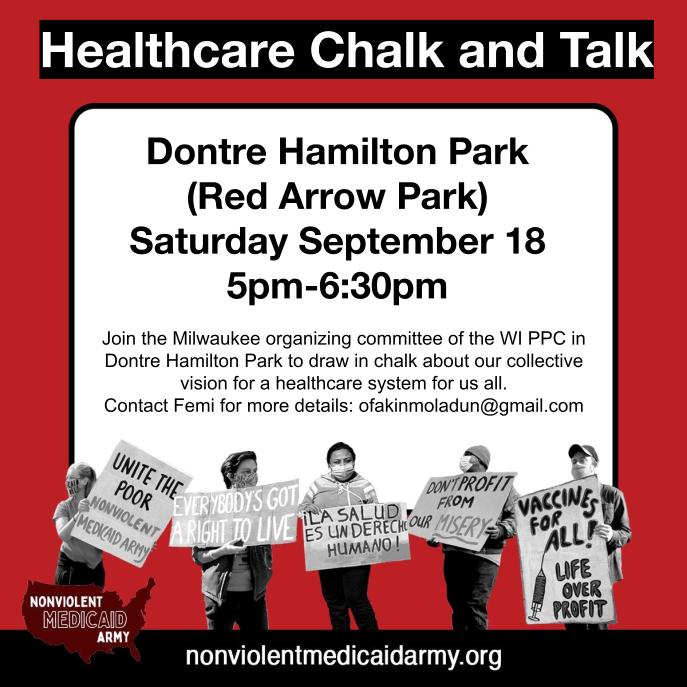 Healthcare Chalk and Talk
Dontre Hamilton Park
(Red Arrow Park)
Saturday September 18
5pm-6:30pm
Join the Milwaukee organizing committee of the WI PPC in
Dontre Hamilton Park to draw in chalk about our collective
vision for a healthcare system for us all.
Contact Femi for more details: ofakinmoladun@gmail.com
UNITE THE
POOR
NONVIOLENT
MEDICAID ARMY
EVERYBODY'S GOT
A RIGHT TO LIVE
¡LA SALUD
ES UN DERECHO
HUMANO!
DON'T PROFIT
FROM
OUR MISERY
VACCINES
FOR
ALL!
LIFE
OVER
PROFIT
NONVIOLENT
MEDICAID
ARMY
nonviolentmedicaidarmy.org